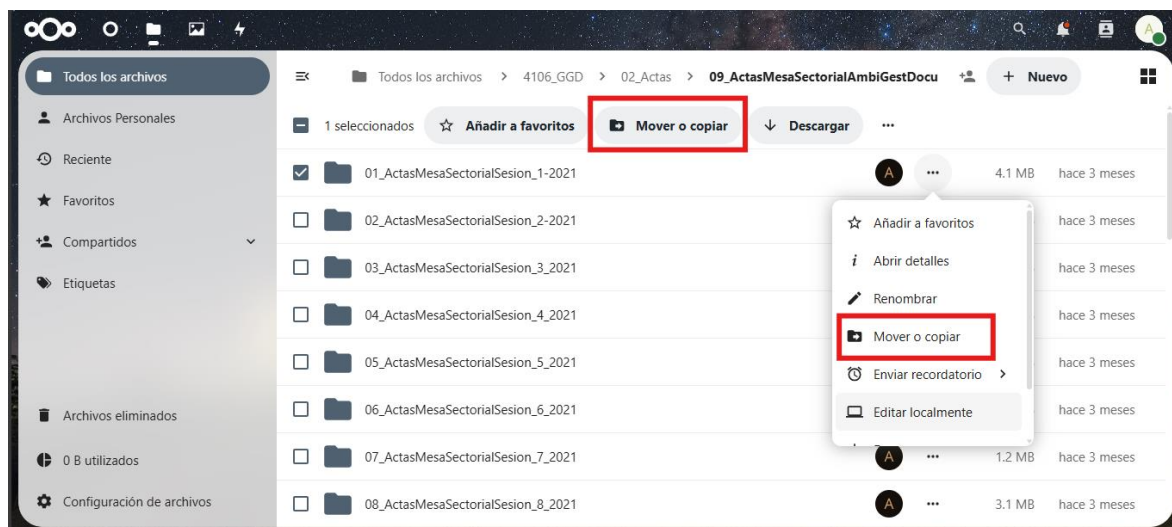 A
Todos los archivos
Todos los archivos > 4106_GGD > 02_Actas > 09_ActasMesaSectorialAmbiGestDocu + Nuevo
Archivos Personales
1 seleccionados Añadir a favoritos Mover o copiar Descargar ...
Reciente
01_ActasMesaSectorialSesion_1-2021 A ... 4.1 MB hace 3 meses
Favoritos
02_ActasMesaSectorialSesion_2-2021 hace 3 meses
Añadir a favoritos
Compartidos
Abrir detalles
03_ActasMesaSectorialSesion_3_2021 hace 3 meses
Etiquetas
Renombrar
04_ActasMesaSectorialSesion_4_2021 hace 3 meses
Mover o copiar
05_ActasMesaSectorialSesion_5_2021 hace 3 meses
Enviar recordatorio >
06_ActasMesaSectorialSesion_6_2021 hace 3 meses
Editar localmente
Archivos eliminados
07_ActasMesaSectorialSesion_7_2021 A ... 1.2 MB hace 3 meses
0 B utilizados
08_ActasMesaSectorialSesion_8_2021 A ... 3.1 MB hace 3 meses
Configuración de archivos